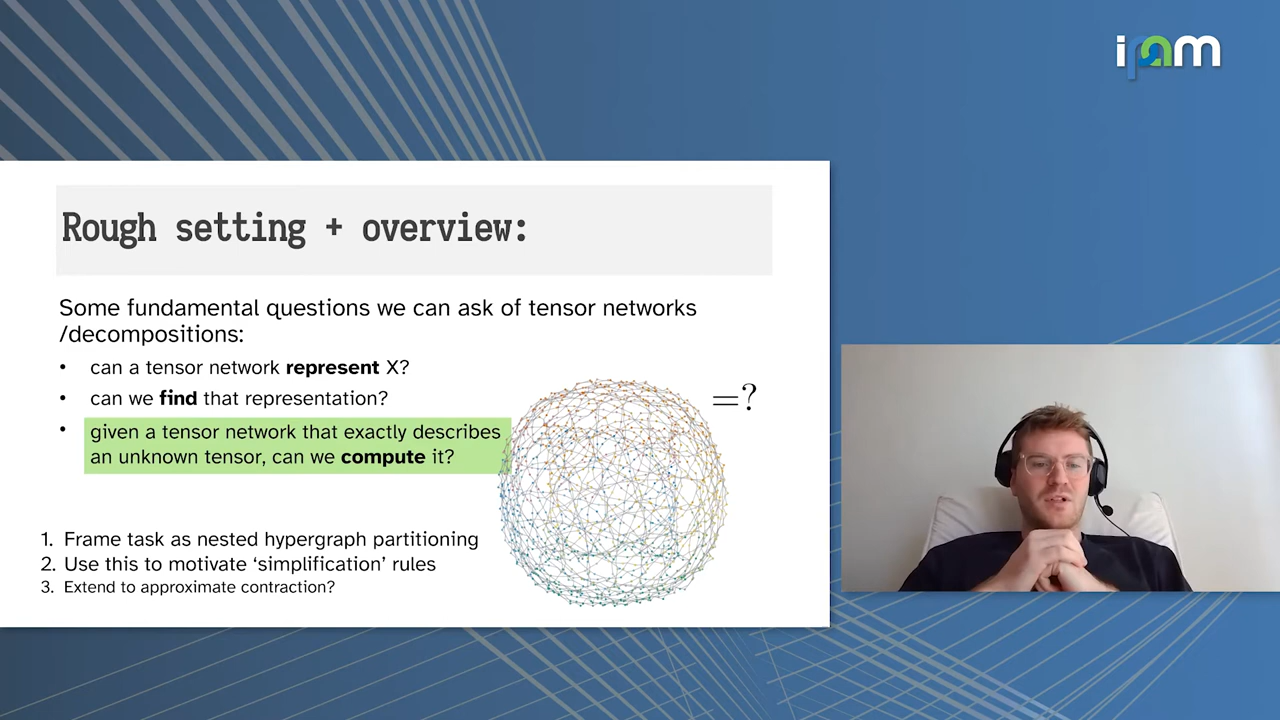 ipam
Rough setting + overview:
Some fundamental questions we can ask of tensor networks
/decompositions:
• can a tensor network represent X?
• can we find that representation?
• given a tensor network that exactly describes
an unknown tensor, can we compute it?
=?
1. Frame task as nested hypergraph partitioning
2. Use this to motivate ‘simplification’ rules
3. Extend to approximate contraction?